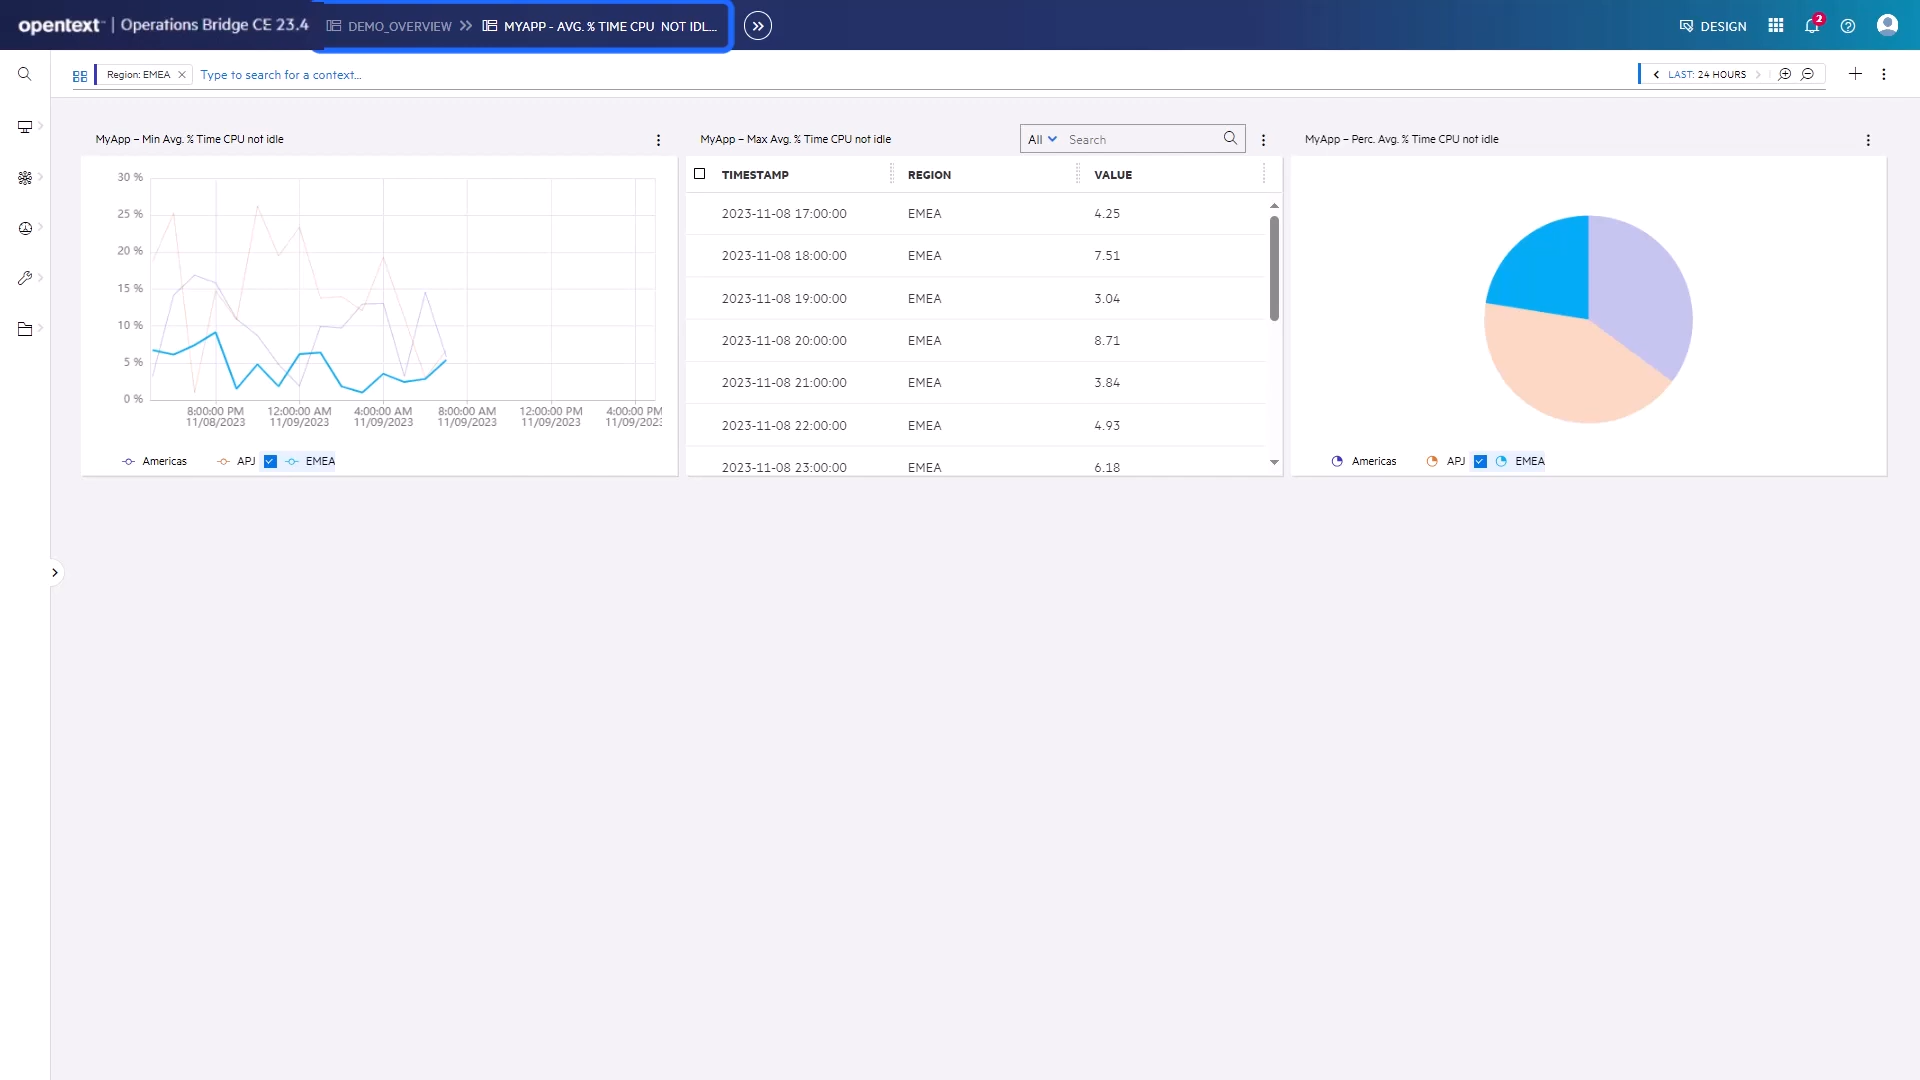 opentext™ | Operations Bridge CE 23.4 DEMO_OVERVIEW MYAPP - AVG. % TIME CPU NOT IDL... DESIGN 2
Region: EMEA Type to search for a context... LAST: 24 HOURS
MyApp – Min Avg. % Time CPU not idle
30 %
25 %
20 %
15 %
10 %
5 %
0 %
8:00:00 PM 12:00:00 AM 4:00:00 AM 8:00:00 AM 12:00:00 PM 4:00:00 PM
11/08/2023 11/09/2023 11/09/2023 11/09/2023 11/09/2023 11/09/2023
Americas APJ EMEA
MyApp – Max Avg. % Time CPU not idle All Search
TIMESTAMP REGION VALUE
2023-11-08 17:00:00 EMEA 4.25
2023-11-08 18:00:00 EMEA 7.51
2023-11-08 19:00:00 EMEA 3.04
2023-11-08 20:00:00 EMEA 8.71
2023-11-08 21:00:00 EMEA 3.84
2023-11-08 22:00:00 EMEA 4.93
2023-11-08 23:00:00 EMEA 6.18
MyApp – Perc. Avg. % Time CPU not idle
Americas APJ EMEA